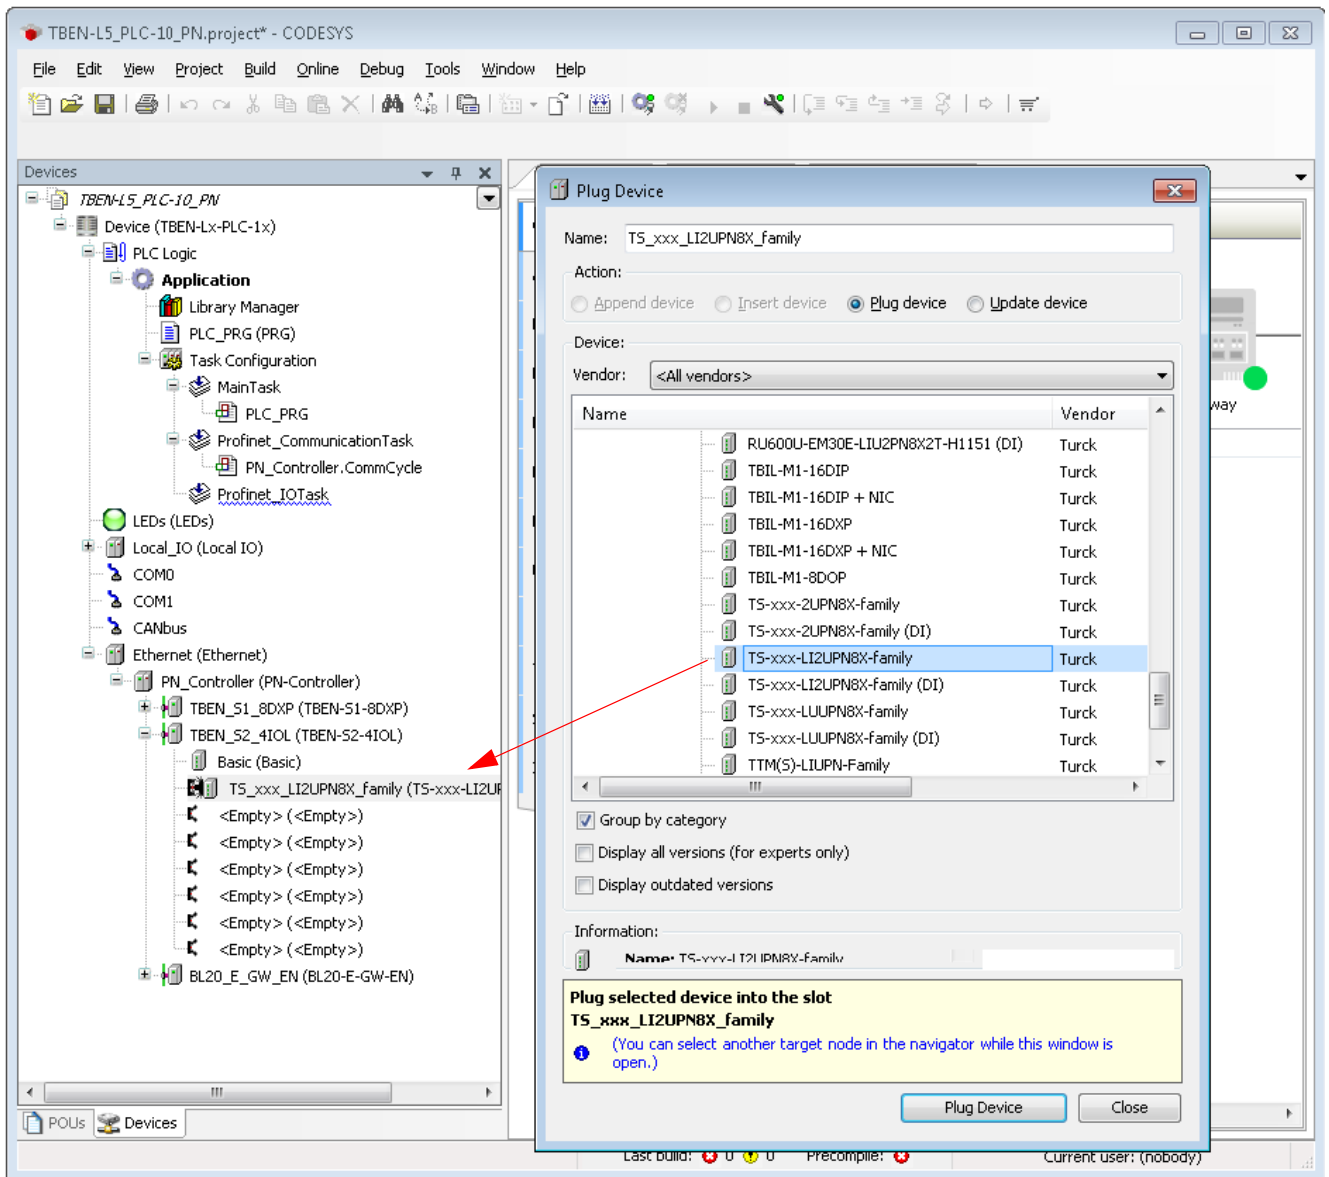 TBEN-L5_PLC-10_PN.project* - CODESYS
File Edit View Project Build Online Debug Tools Window Help
Devices
TBEN-L5_PLC-10_PN
Device (TBEN-Lx-PLC-1x)
PLC Logic
Application
Library Manager
PLC_PRG (PRG)
Task Configuration
MainTask
PLC_PRG
Profinet_CommunicationTask
PN_Controller.CommCycle
Profinet_IOTask
LEDs (LEDs)
Local_IO (Local IO)
COM0
COM1
CANbus
Ethernet (Ethernet)
PN_Controller (PN-Controller)
TBEN_S1_8DXP (TBEN-S1-8DXP)
TBEN_S2_4IOL (TBEN-S2-4IOL)
Basic (Basic)
TS_xxx_LI2UPN8X_family (TS-xxx-LI2UP
<Empty> (<Empty>)
<Empty> (<Empty>)
<Empty> (<Empty>)
<Empty> (<Empty>)
<Empty> (<Empty>)
<Empty> (<Empty>)
BL20_E_GW_EN (BL20-E-GW-EN)
POUs Devices
Plug Device
Name: TS_xxx_LI2UPN8X_family
Action:
Append device Insert device Plug device Update device
Device:
Vendor: <All vendors>
Name Vendor
RU600U-EM30E-LIU2PN8X2T-H1151 (DI) Turck
TBIL-M1-16DIP Turck
TBIL-M1-16DIP + NIC Turck
TBIL-M1-16DXP Turck
TBIL-M1-16DXP + NIC Turck
TBIL-M1-8DOP Turck
TS-xxx-2UPN8X-family Turck
TS-xxx-2UPN8X-family (DI) Turck
TS-xxx-LI2UPN8X-family Turck
TS-xxx-LI2UPN8X-family (DI) Turck
TS-xxx-LUUPN8X-family Turck
TS-xxx-LUUPN8X-family (DI) Turck
TTM(S)-LIUPN-Family Turck
Group by category
Display all versions (for experts only)
Display outdated versions
Information:
Name: TS-xxx-LI2UPN8X-family
Plug selected device into the slot
TS_xxx_LI2UPN8X_family
(You can select another target node in the navigator while this window is
open.)
Plug Device Close
way
Last build: 0 0 Precompile: Current user: (nobody)